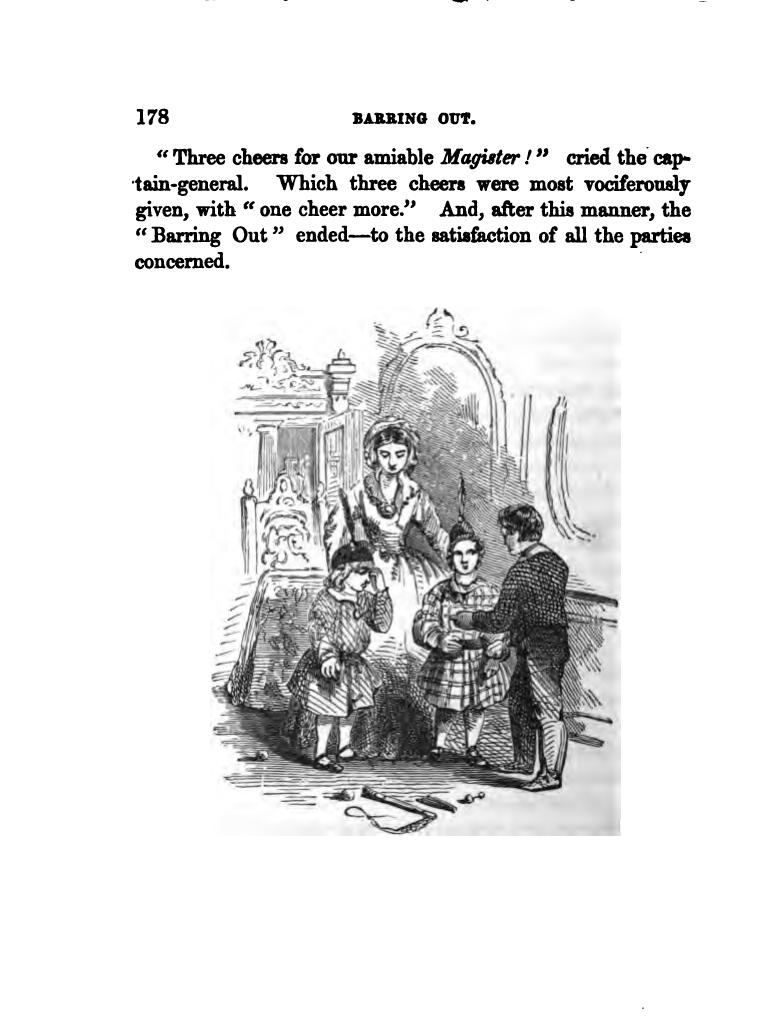 178 BARRING OUT.
"Three cheers for our amiable Magister!" cried the cap-
tain-general. Which three cheers were most vociferously
given, with "one cheer more." And, after this manner, the
"Barring Out" ended—to the satisfaction of all the parties
concerned.